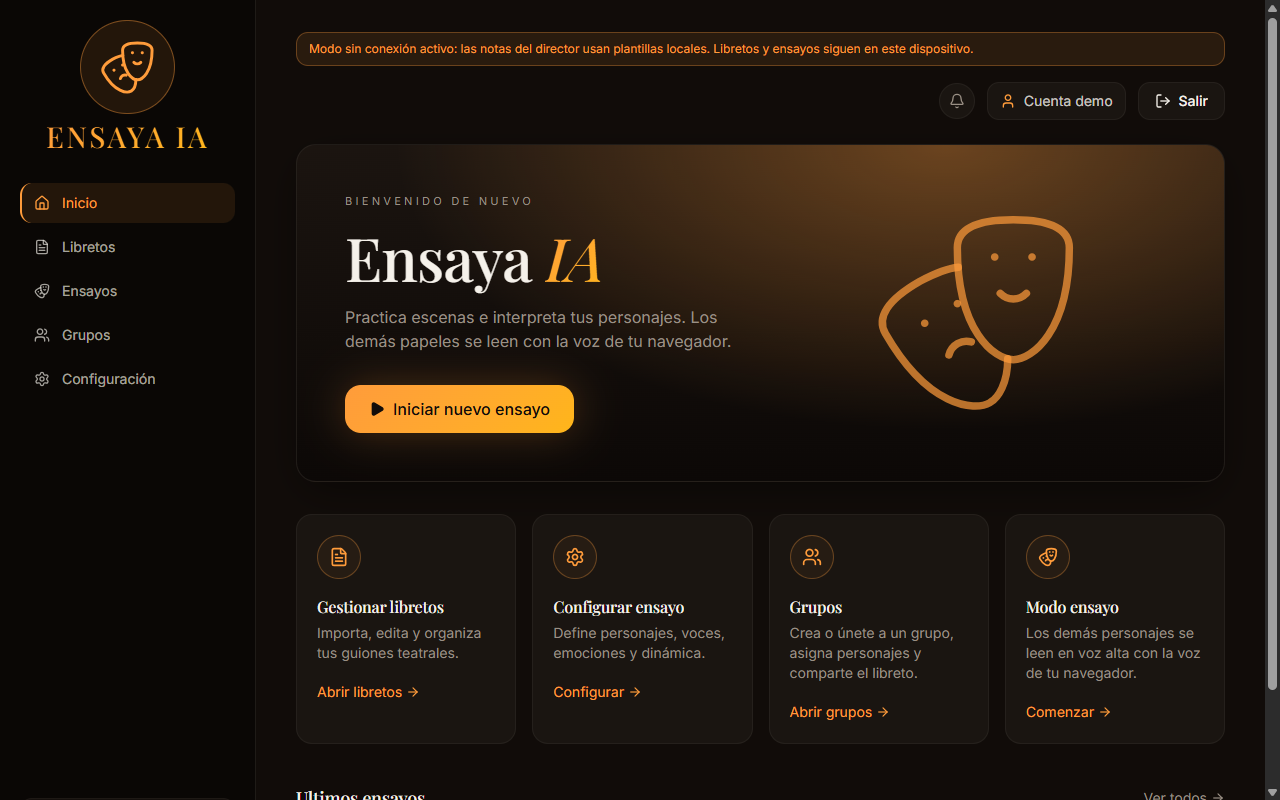 ENSAYA IA
Inicio
Libretos
Ensayos
Grupos
Configuración
Modo sin conexión activo: las notas del director usan plantillas locales. Libretos y ensayos siguen en este dispositivo.
Cuenta demo
Salir
BIENVENIDO DE NUEVO
Ensaya IA
Practica escenas e interpreta tus personajes. Los
demás papeles se leen con la voz de tu navegador.
Iniciar nuevo ensayo
Gestionar libretos
Importa, edita y organiza
tus guiones teatrales.
Abrir libretos →
Configurar ensayo
Define personajes, voces,
emociones y dinámica.
Configurar →
Grupos
Crea o únete a un grupo,
asigna personajes y
comparte el libreto.
Abrir grupos →
Modo ensayo
Los demás personajes se
leen en voz alta con la voz
de tu navegador.
Comenzar →
Ultimos ensayos
Ver todos →